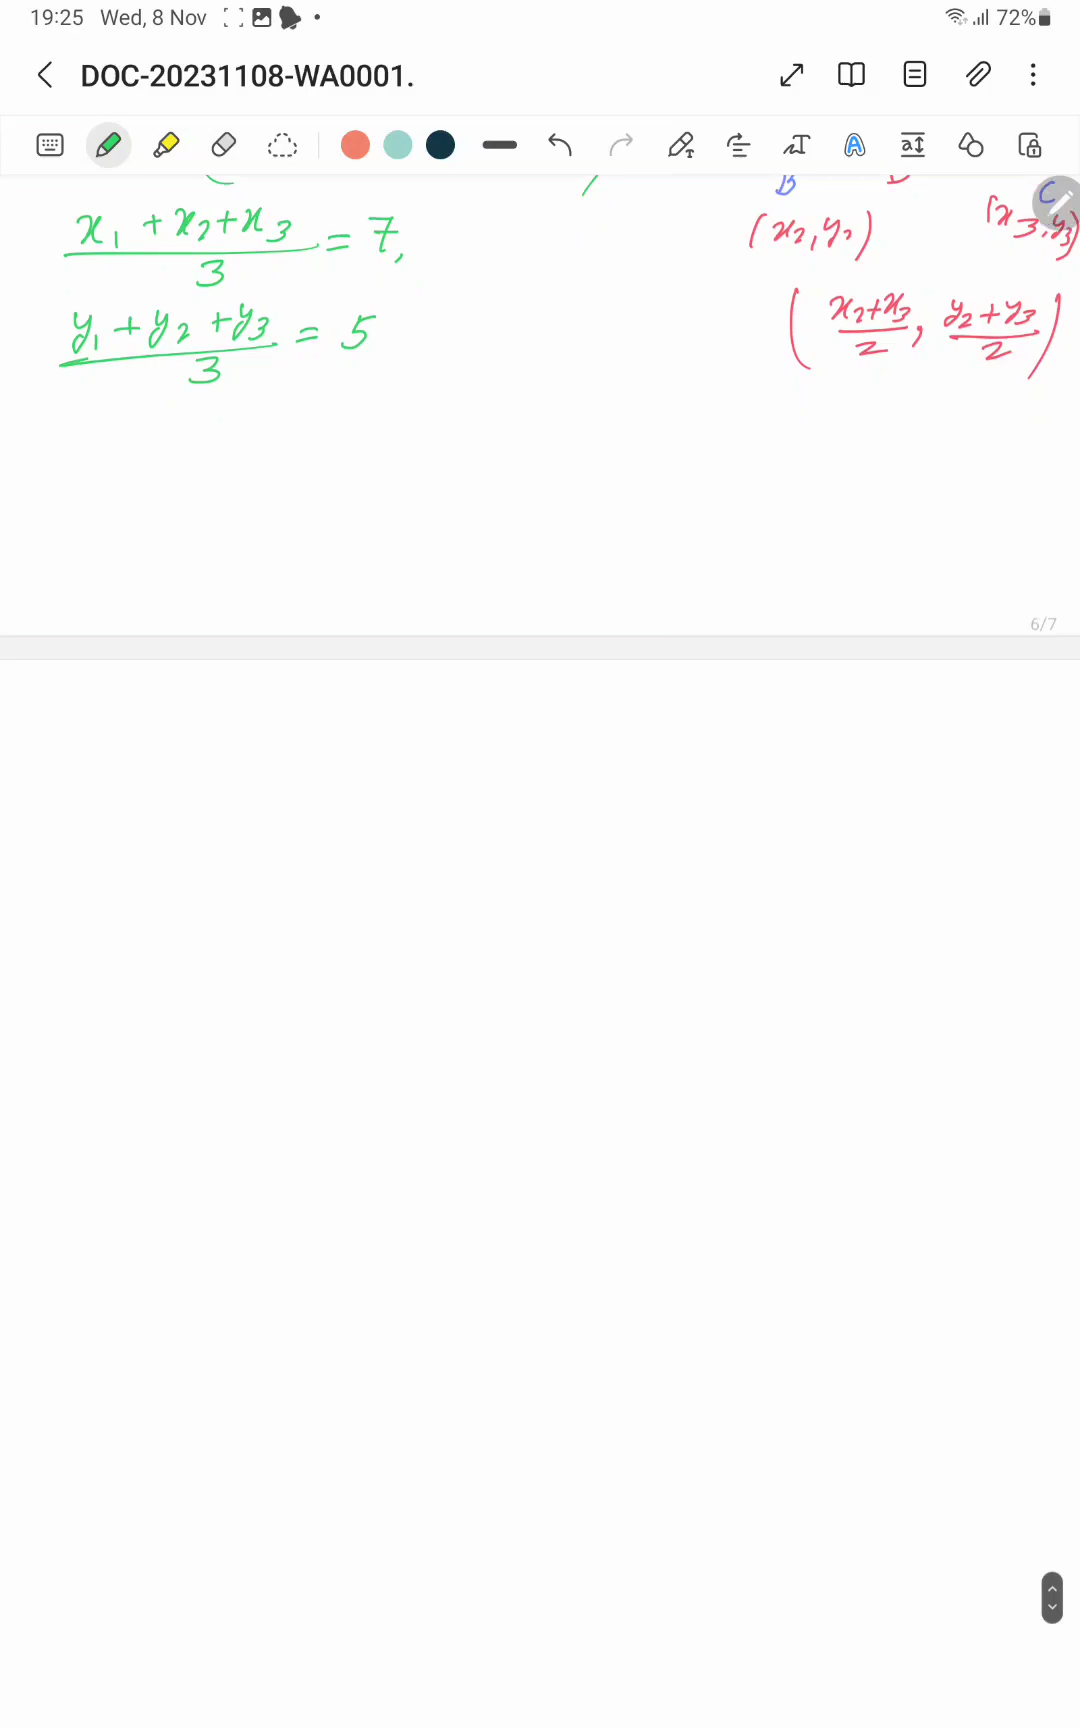 19:25 Wed, 8 Nov 72%
DOC-20231108-WA0001.
B D C
x₁ + x₂ + x₃ / 3 = 7,
(x₂, y₂) (x₃, y₃)
y₁ + y₂ + y₃ / 3 = 5
( x₂+x₃ / 2 , y₂+y₃ / 2 )
6/7